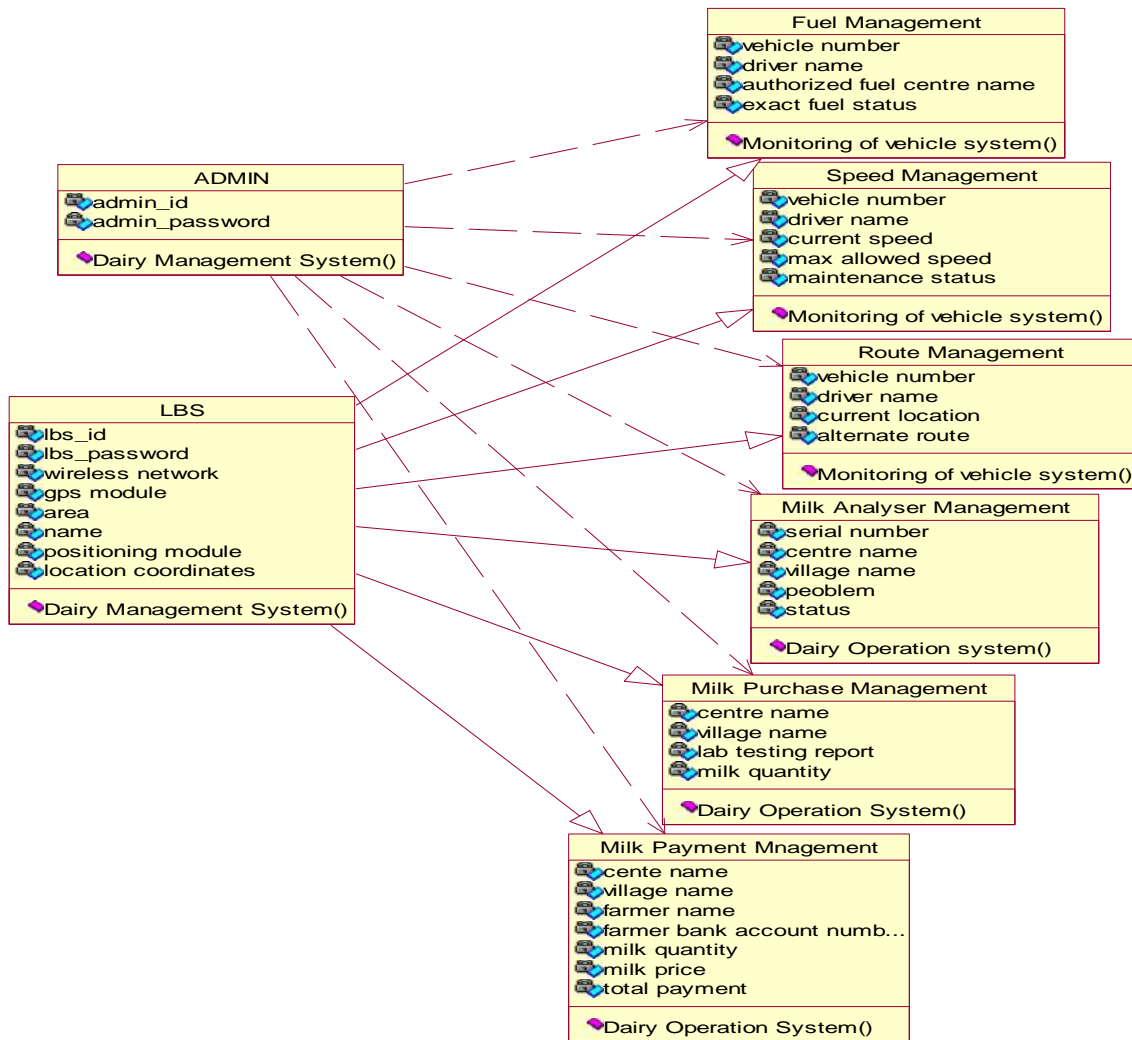 Fuel Management
vehicle number
driver name
authorized fuel centre name
exact fuel status
Monitoring of vehicle system()
ADMIN
admin_id
admin_password
Dairy Management System()
Speed Management
vehicle number
driver name
current speed
max allowed speed
maintenance status
Monitoring of vehicle system()
Route Management
vehicle number
driver name
current location
alternate route
Monitoring of vehicle system()
LBS
lbs_id
lbs_password
wireless network
gps module
area
name
positioning module
location coordinates
Dairy Management System()
Milk Analyser Management
serial number
centre name
village name
peoblem
status
Dairy Operation system()
Milk Purchase Management
centre name
village name
lab testing report
milk quantity
Dairy Operation System()
Milk Payment Mnagement
cente name
village name
farmer name
farmer bank account numb...
milk quantity
milk price
total payment
Dairy Operation System()